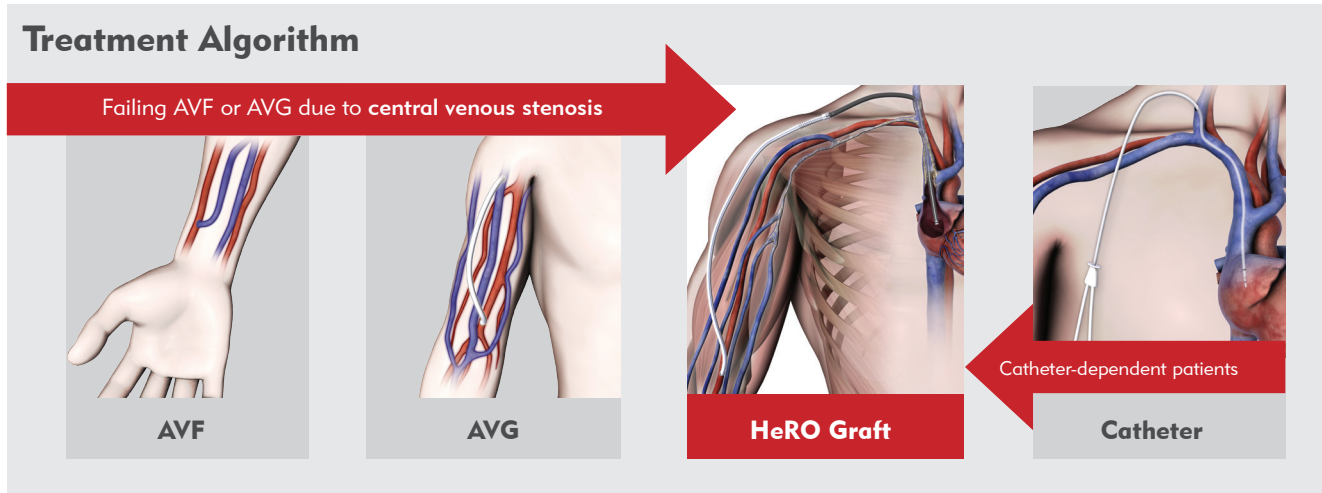 Treatment Algorithm
Failing AVF or AVG due to central venous stenosis
Catheter-dependent patients
AVF
AVG
HeRO Graft
Catheter